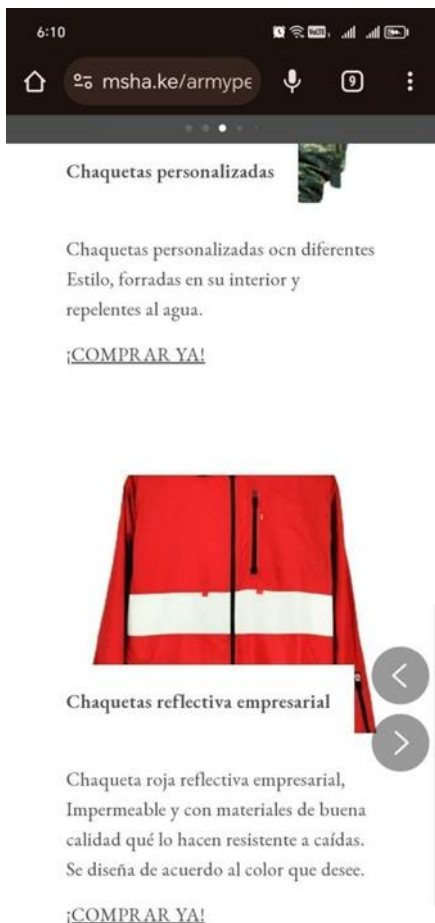 6:10
msha.ke/armype
9
Chaquetas personalizadas
Chaquetas personalizadas ocn diferentes
Estilo, forradas en su interior y
repelentes al agua.
¡COMPRAR YA!
Chaquetas reflectiva empresarial
Chaqueta roja reflectiva empresarial,
Impermeable y con materiales de buena
calidad qué lo hacen resistente a caídas.
Se diseña de acuerdo al color que desee.
¡COMPRAR YA!